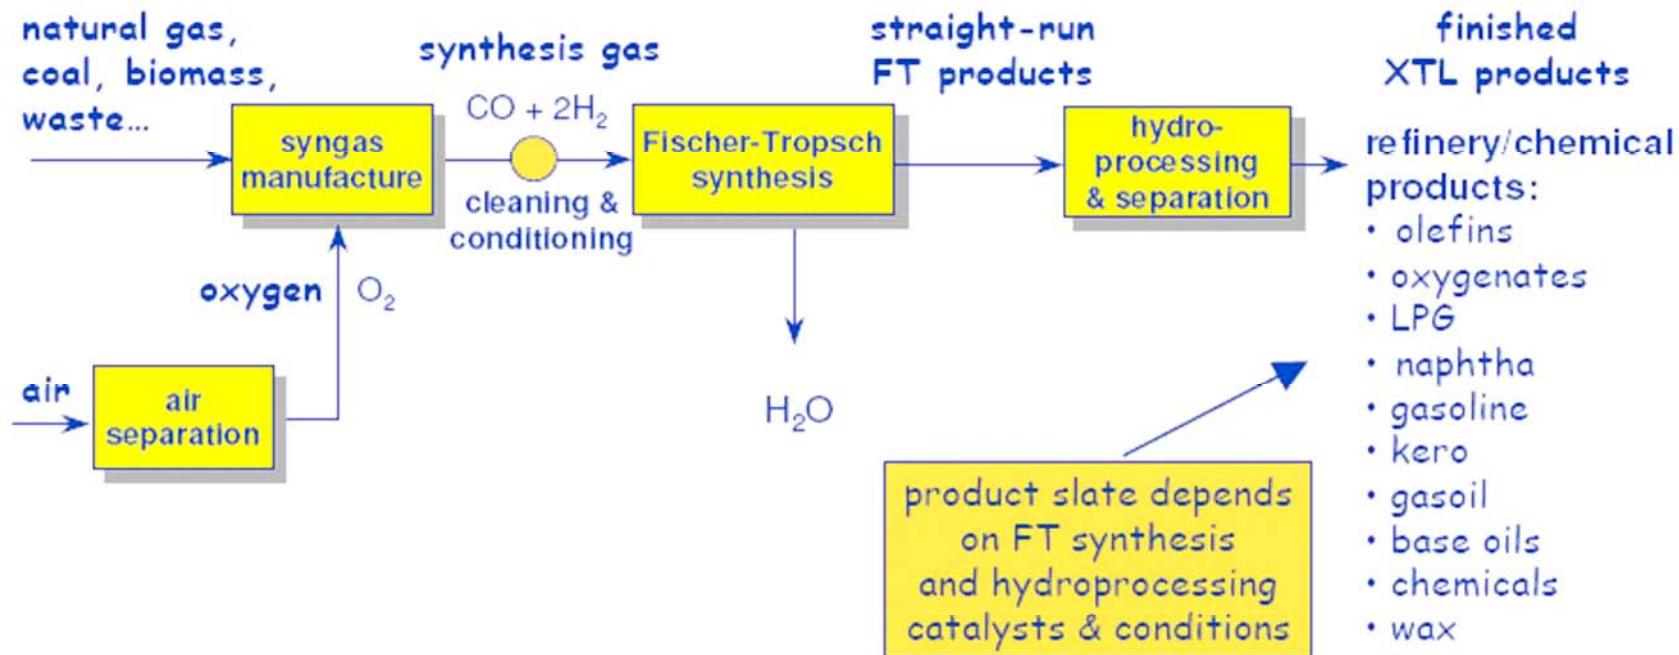 natural gas,
coal, biomass,
waste...
synthesis gas
CO + 2H₂
cleaning &
conditioning
syngas
manufacture
oxygen
O₂
air
air
separation
Fischer-Tropsch
synthesis
H₂O
straight-run
FT products
hydro-
processing
& separation
finished
XTL products
refinery/chemical
products:
• olefins
• oxygenates
• LPG
• naphtha
• gasoline
• kero
• gasoil
• base oils
• chemicals
• wax
product slate depends
on FT synthesis
and hydroprocessing
catalysts & conditions